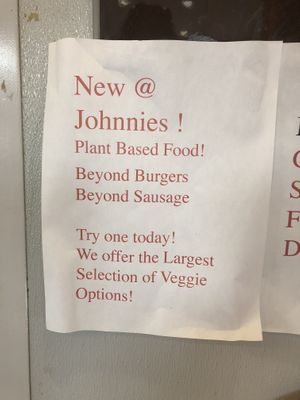 New @
Johnnies !
Plant Based Food!
Beyond Burgers
Beyond Sausage
Try one today!
We offer the Largest
Selection of Veggie
Options!